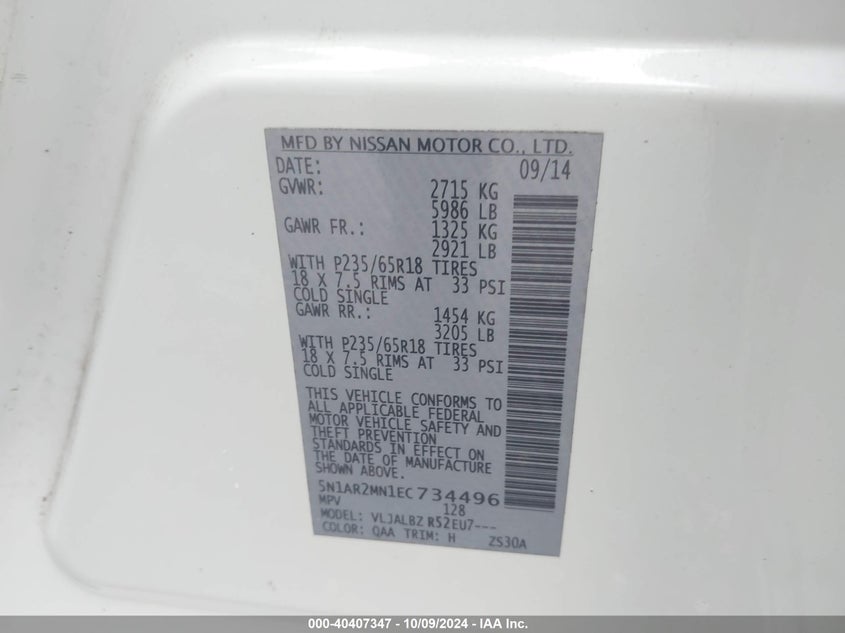 MFD BY NISSAN MOTOR CO., LTD.
DATE: 09/14
GVWR: 2715 KG
5986 LB
GAWR FR.: 1325 KG
2921 LB
WITH P235/65R18 TIRES
18 X 7.5 RIMS AT 33 PSI
COLD SINGLE
GAWR RR.: 1454 KG
3205 LB
WITH P235/65R18 TIRES
18 X 7.5 RIMS AT 33 PSI
COLD SINGLE
THIS VEHICLE CONFORMS TO
ALL APPLICABLE FEDERAL
MOTOR VEHICLE SAFETY AND
THEFT PREVENTION
STANDARDS IN EFFECT ON
THE DATE OF MANUFACTURE
SHOWN ABOVE.
5N1AR2MN1EC734496
MPV 128
MODEL: VLJALBZ R52EU7---
COLOR: QAA TRIM: H ZS30A
000-40407347 - 10/09/2024 - IAA Inc.